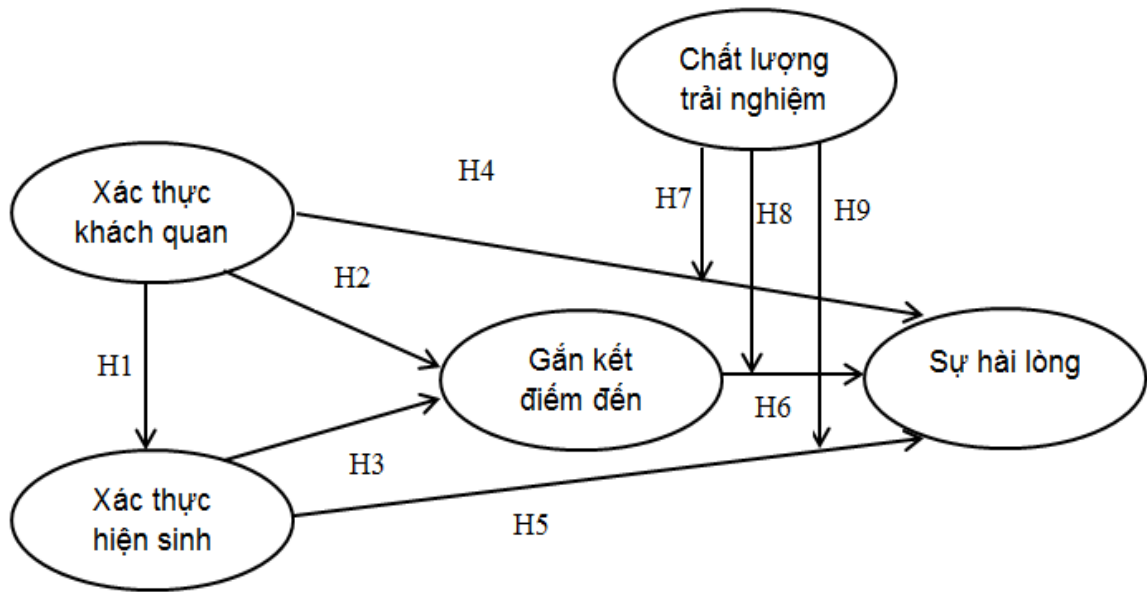 Chất lượng
trải nghiệm
H4
Xác thực
khách quan
H7
H8
H9
H2
H1
Gắn kết
điểm đến
Sự hài lòng
H6
H3
Xác thực
hiện sinh
H5